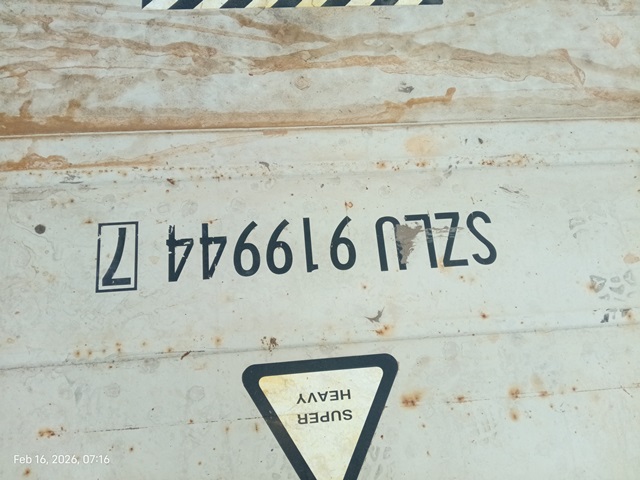 SZLU 919944 7
SUPER
HEAVY
Feb 16, 2026, 07:16